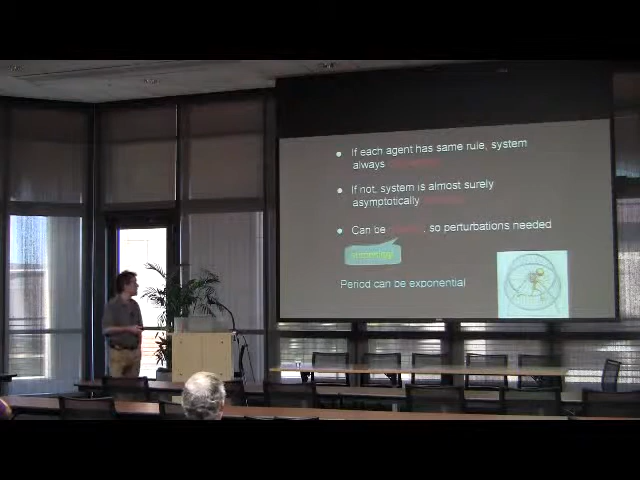 If each agent has same rule, system
always
If not, system is almost surely
asymptotically
Can be , so perturbations needed
Period can be exponential